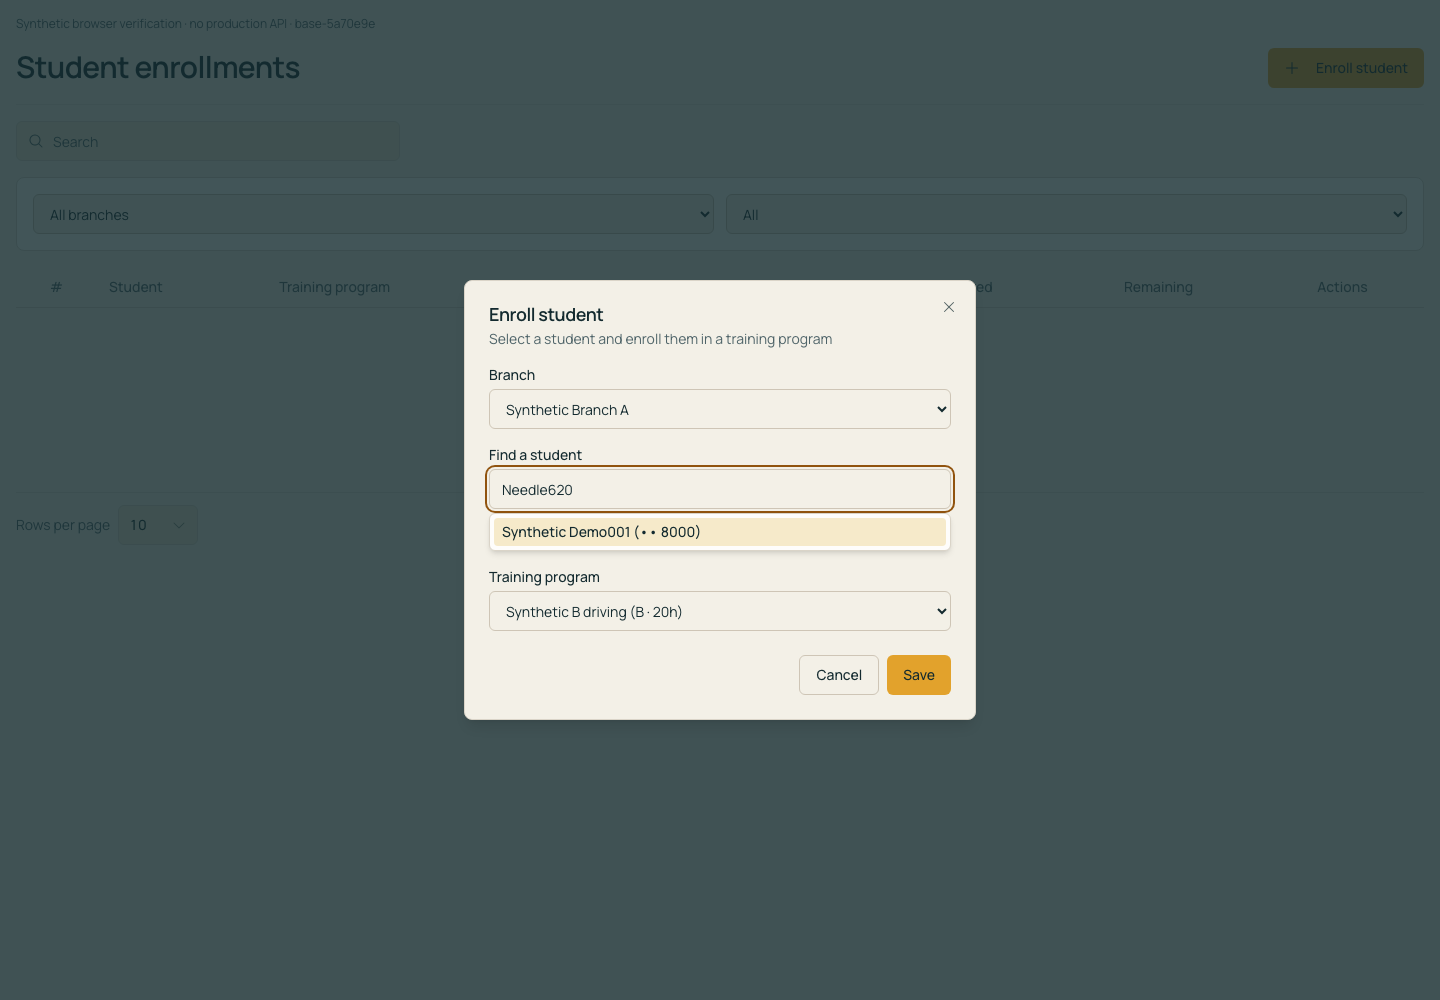 Synthetic browser verification · no production API · base-5a70e9e
Student enrollments
Enroll student
Search
All branches
All
# Student Training program ed Remaining Actions
Enroll student
Select a student and enroll them in a training program
Branch
Synthetic Branch A
Find a student
Needle620
Synthetic Demo001 (•• 8000)
Training program
Synthetic B driving (B · 20h)
Cancel Save
Rows per page 10